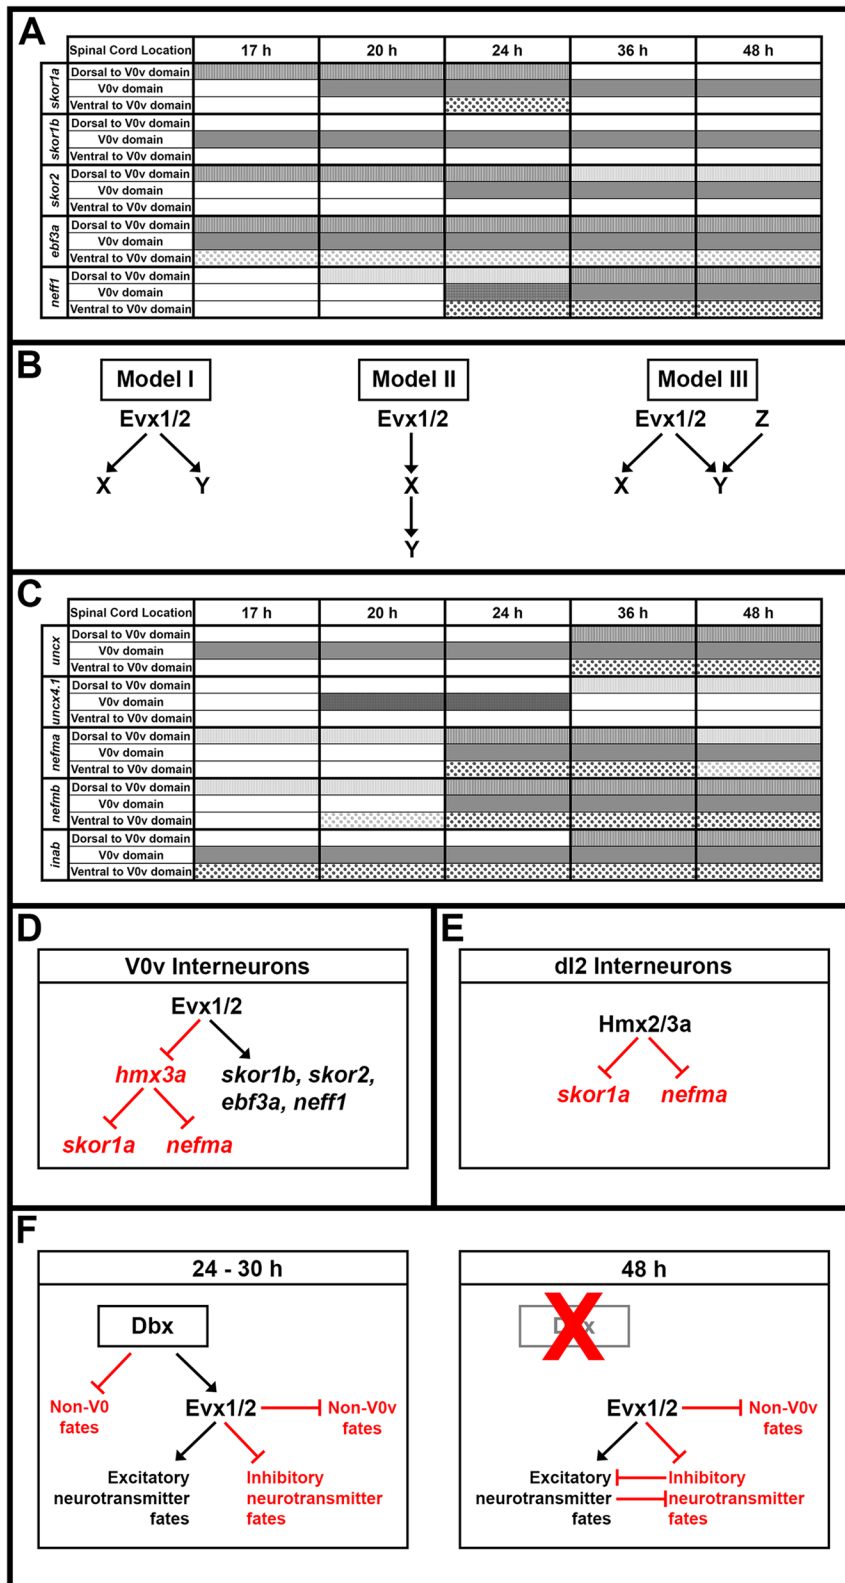 A
Spinal Cord Location 17 h 20 h 24 h 36 h 48 h
skor1a
Dorsal to V0v domain
V0v domain
Ventral to V0v domain
skor1b
Dorsal to V0v domain
V0v domain
Ventral to V0v domain
skor2
Dorsal to V0v domain
V0v domain
Ventral to V0v domain
ebf3a
Dorsal to V0v domain
V0v domain
Ventral to V0v domain
neff1
Dorsal to V0v domain
V0v domain
Ventral to V0v domain
B
Model I Model II Model III
Evx1/2 Evx1/2 Evx1/2 Z
X Y X X Y
Y
C
Spinal Cord Location 17 h 20 h 24 h 36 h 48 h
uncx
Dorsal to V0v domain
V0v domain
Ventral to V0v domain
uncx4.1
Dorsal to V0v domain
V0v domain
Ventral to V0v domain
nefma
Dorsal to V0v domain
V0v domain
Ventral to V0v domain
nefmb
Dorsal to V0v domain
V0v domain
Ventral to V0v domain
inab
Dorsal to V0v domain
V0v domain
Ventral to V0v domain
D
V0v Interneurons
Evx1/2
hmx3a skor1b, skor2,
ebf3a, neff1
skor1a nefma
E
dI2 Interneurons
Hmx2/3a
skor1a nefma
F
24 - 30 h
Dbx
Non-V0
fates
Evx1/2
Non-V0v
fates
Excitatory
neurotransmitter
fates
Inhibitory
neurotransmitter
fates
48 h
Dbx
X
Evx1/2
Non-V0v
fates
Excitatory
neurotransmitter
fates
Inhibitory
neurotransmitter
fates